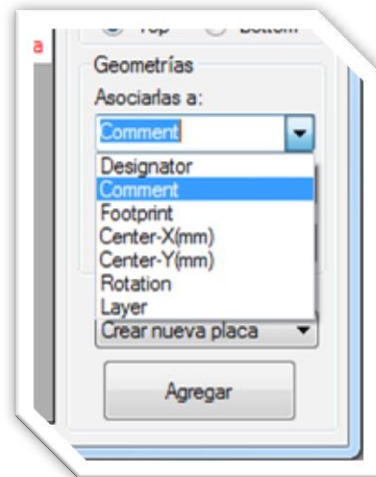 a
Top Bottom
Geometrías
Asociarlas a:
Comment
Designator
Comment
Footprint
Center-X(mm)
Center-Y(mm)
Rotation
Layer
Crear nueva placa
Agregar